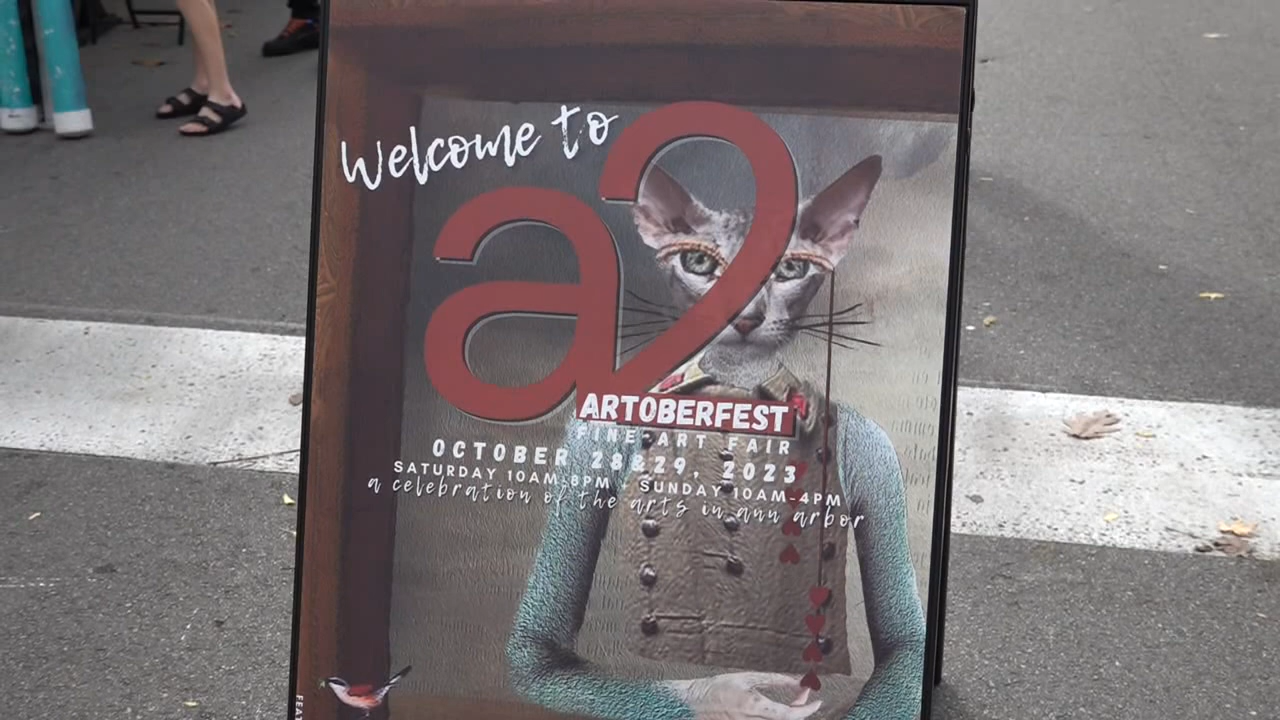 Welcome to
a2
ARTOBERFEST
FINE ART FAIR
OCTOBER 28&29, 2023
SATURDAY 10AM-8PM - SUNDAY 10AM-4PM
a celebration of the arts in ann arbor